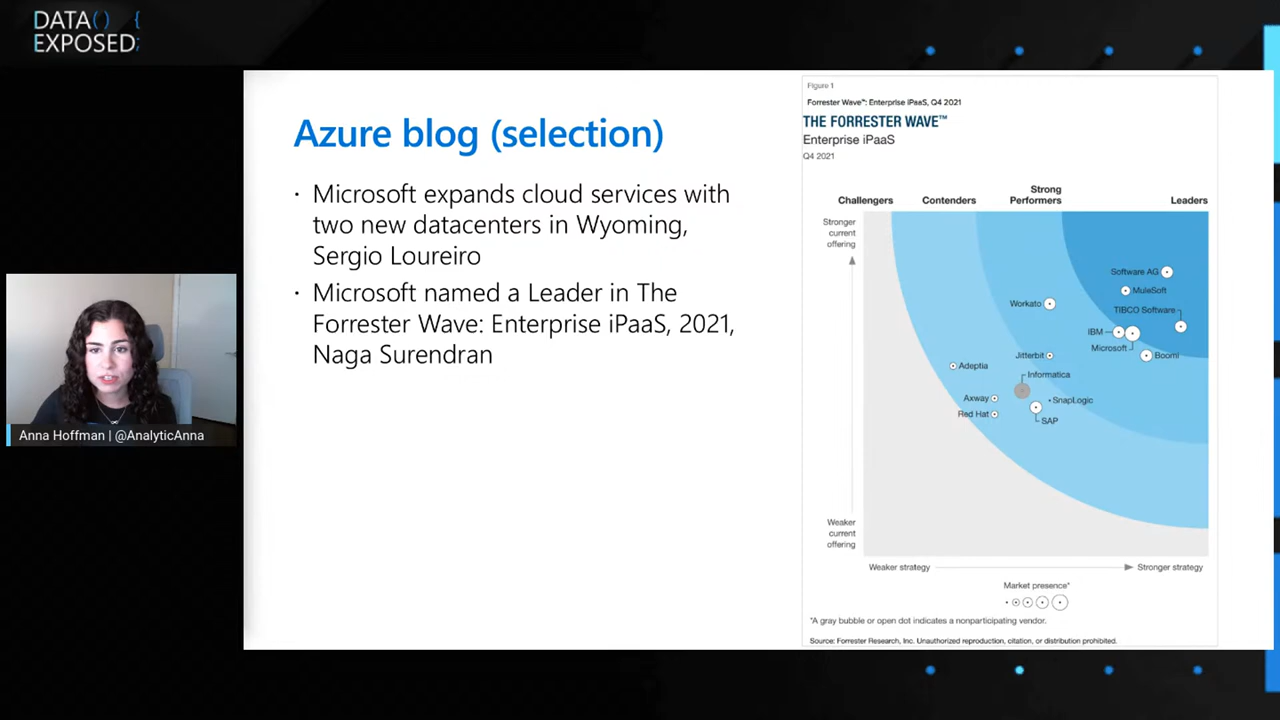 DATA() {
EXPOSED;
Azure blog (selection)
· Microsoft expands cloud services with
two new datacenters in Wyoming,
Sergio Loureiro
· Microsoft named a Leader in The
Forrester Wave: Enterprise iPaaS, 2021,
Naga Surendran
Anna Hoffman | @AnalyticAnna
Figure 1
Forrester Wave™: Enterprise iPaaS, Q4 2021
THE FORRESTER WAVE™
Enterprise iPaaS
Q4 2021
Challengers
Contenders
Strong
Performers
Leaders
Stronger
current
offering
Software AG
MuleSoft
Workato
TIBCO Software
IBM
Microsoft
Jitterbit
Boomi
Adeptia
Informatica
Axway
SnapLogic
Red Hat
SAP
Weaker
current
offering
Weaker strategy
Stronger strategy
Market presence*
*A gray bubble or open dot indicates a nonparticipating vendor.
Source: Forrester Research, Inc. Unauthorized reproduction, citation, or distribution prohibited.